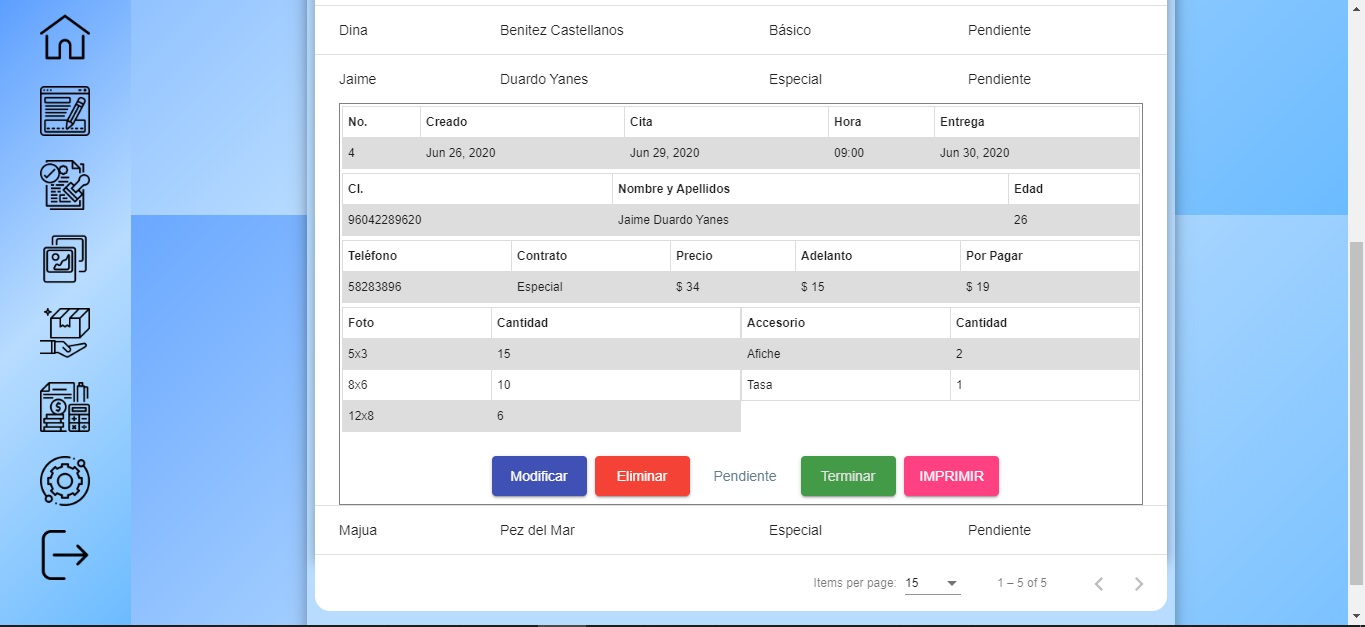 Dina Benitez Castellanos Básico Pendiente
Jaime Duardo Yanes Especial Pendiente
No. Creado Cita Hora Entrega
4 Jun 26, 2020 Jun 29, 2020 09:00 Jun 30, 2020
CI. Nombre y Apellidos Edad
96042289620 Jaime Duardo Yanes 26
Teléfono Contrato Precio Adelanto Por Pagar
58283896 Especial $ 34 $ 15 $ 19
Foto Cantidad Accesorio Cantidad
5x3 15 Afiche 2
8x6 10 Tasa 1
12x8 6
Modificar Eliminar Pendiente Terminar IMPRIMIR
Majua Pez del Mar Especial Pendiente
Items per page: 15 1 – 5 of 5